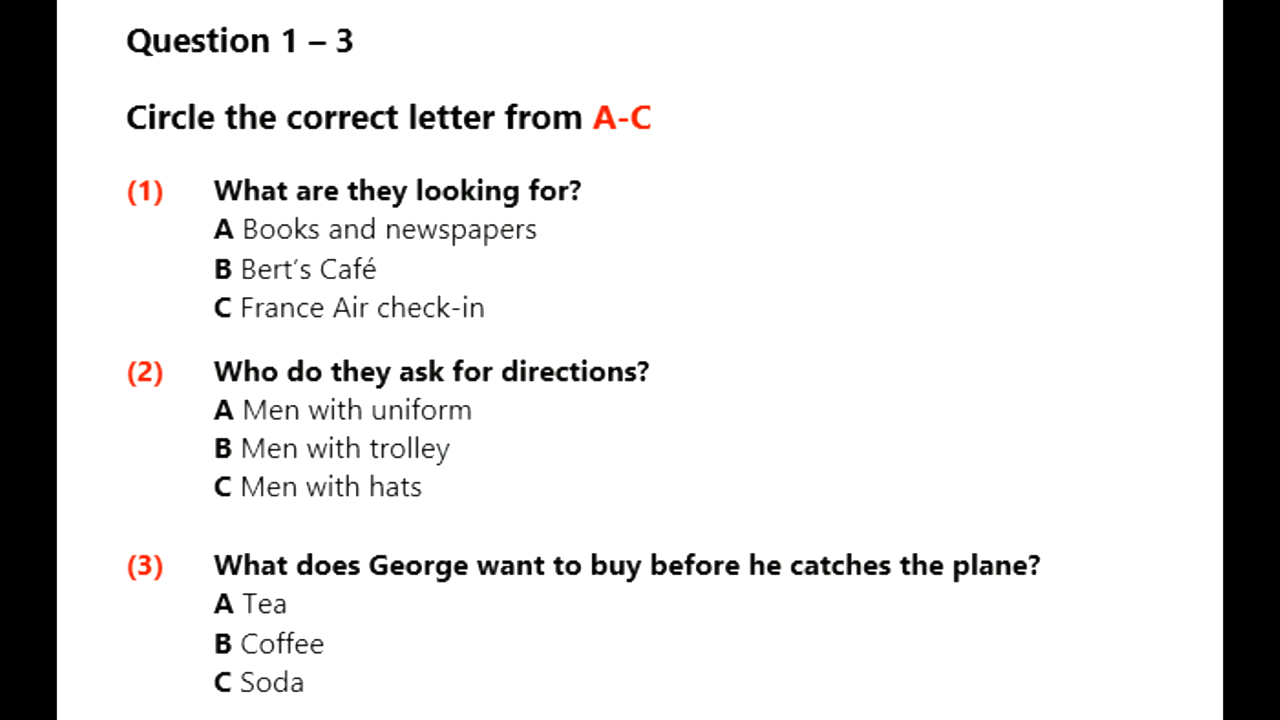 Question 1 – 3
Circle the correct letter from A-C
(1) What are they looking for?
A Books and newspapers
B Bert's Café
C France Air check-in
(2) Who do they ask for directions?
A Men with uniform
B Men with trolley
C Men with hats
(3) What does George want to buy before he catches the plane?
A Tea
B Coffee
C Soda